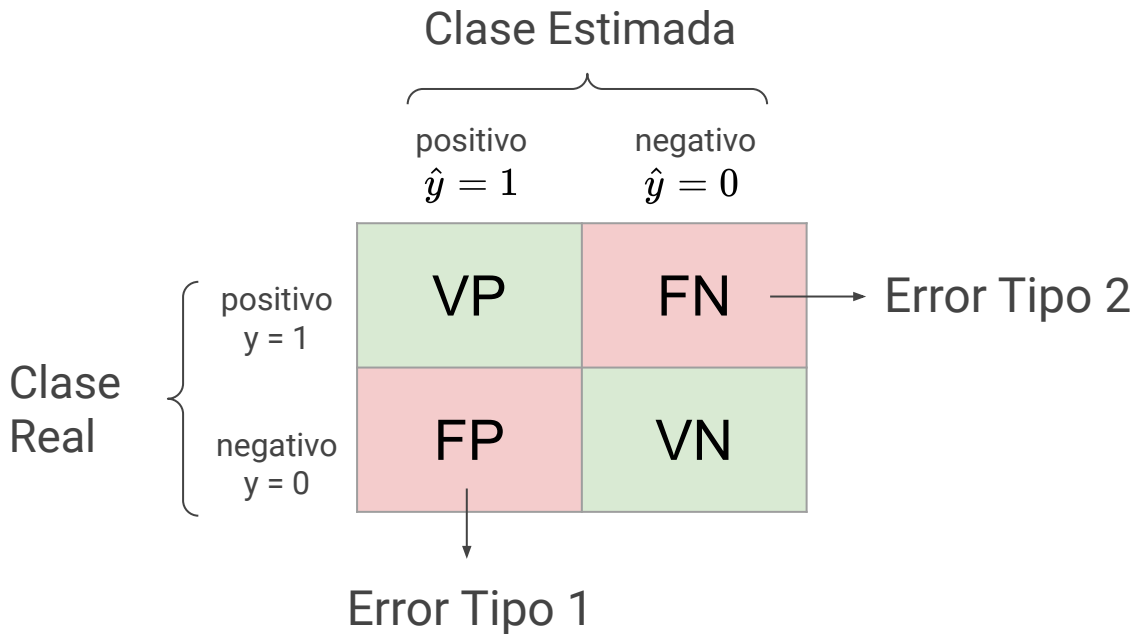 Clase Estimada
positivo
ŷ = 1
negativo
ŷ = 0
Clase
Real
positivo
y = 1
negativo
y = 0
VP
FN
FP
VN
Error Tipo 2
Error Tipo 1